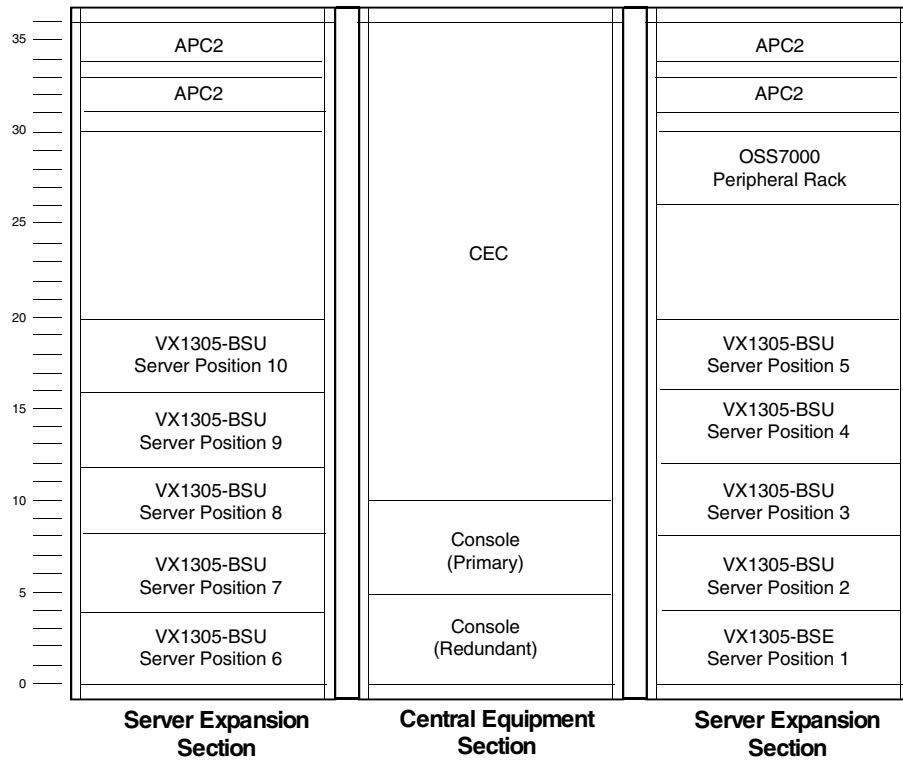 35
30
25
20
15
10
5
0
APC2
APC2
VX1305-BSU
Server Position 10
VX1305-BSU
Server Position 9
VX1305-BSU
Server Position 8
VX1305-BSU
Server Position 7
VX1305-BSU
Server Position 6
Server Expansion
Section
CEC
Console
(Primary)
Console
(Redundant)
Central Equipment
Section
APC2
APC2
OSS7000
Peripheral Rack
VX1305-BSU
Server Position 5
VX1305-BSU
Server Position 4
VX1305-BSU
Server Position 3
VX1305-BSU
Server Position 2
VX1305-BSE
Server Position 1
Server Expansion
Section